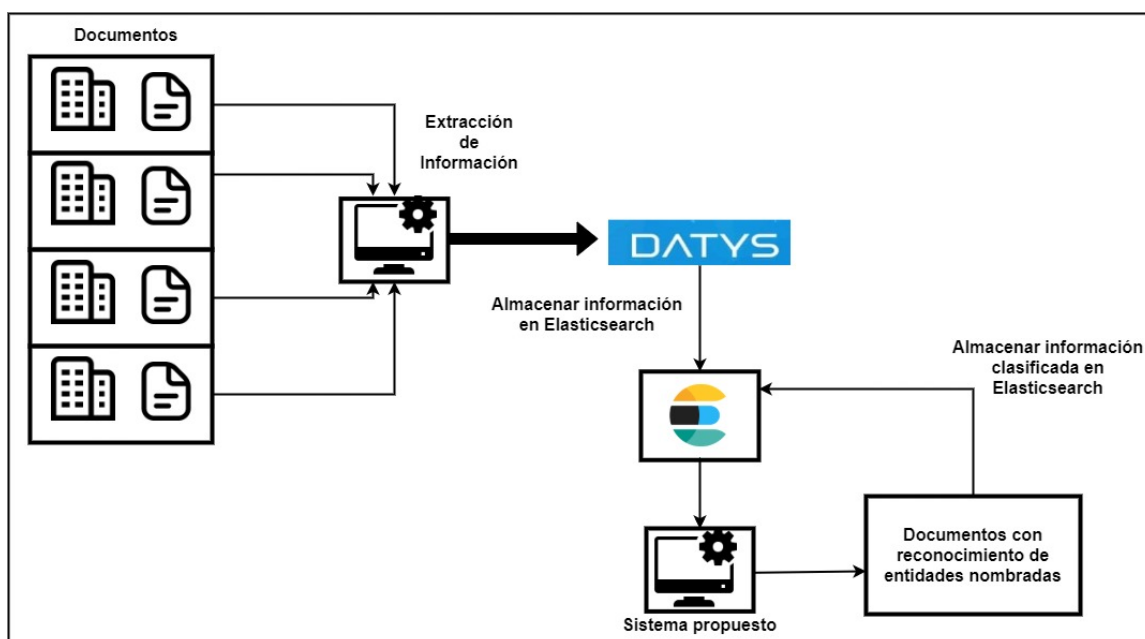 Documentos
Extracción
de
Información
DATYS
Almacenar información
en Elasticsearch
Almacenar información
clasificada en
Elasticsearch
Documentos con
reconocimiento de
entidades nombradas
Sistema propuesto